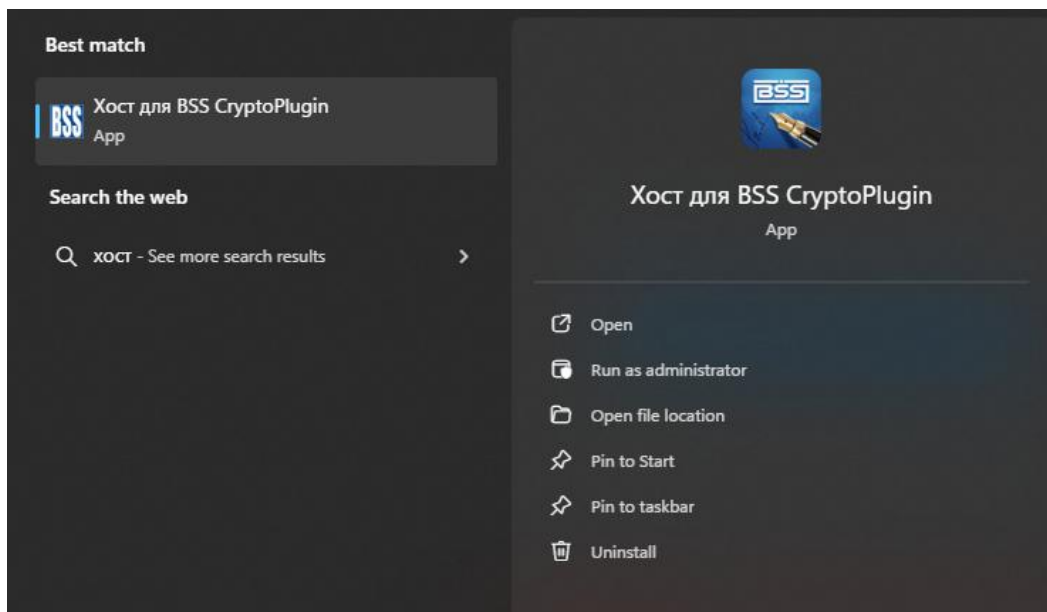 Best match
BSS
Хост для BSS CryptoPlugin
App
Search the web
хост - See more search results
BSS
Хост для BSS CryptoPlugin
App
Open
Run as administrator
Open file location
Pin to Start
Pin to taskbar
Uninstall